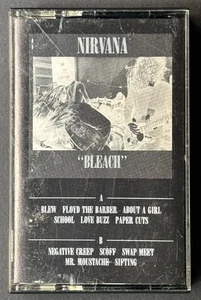 NIRVANA
"BLEACH"
A
BLEW FLOYD THE BARBER ABOUT A GIRL
SCHOOL LOVE BUZZ PAPER CUTS
B
NEGATIVE CREEP SCOFF SWAP MEET
MR. MOUSTACHE SIFTING